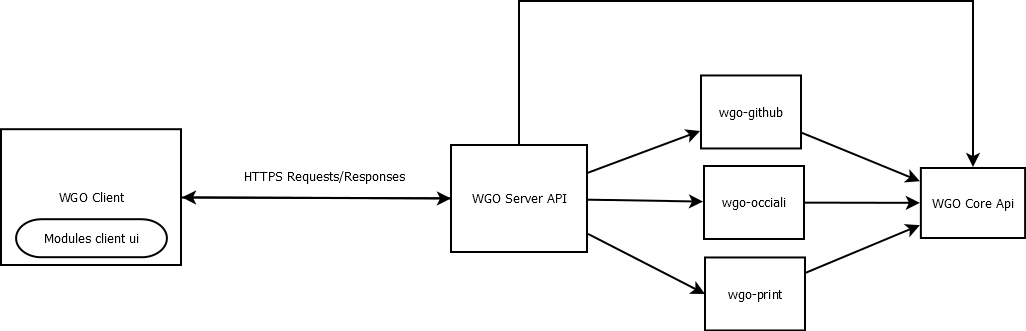 WGO Client
Modules client ui
HTTPS Requests/Responses
WGO Server API
wgo-github
wgo-occiali
wgo-print
WGO Core Api